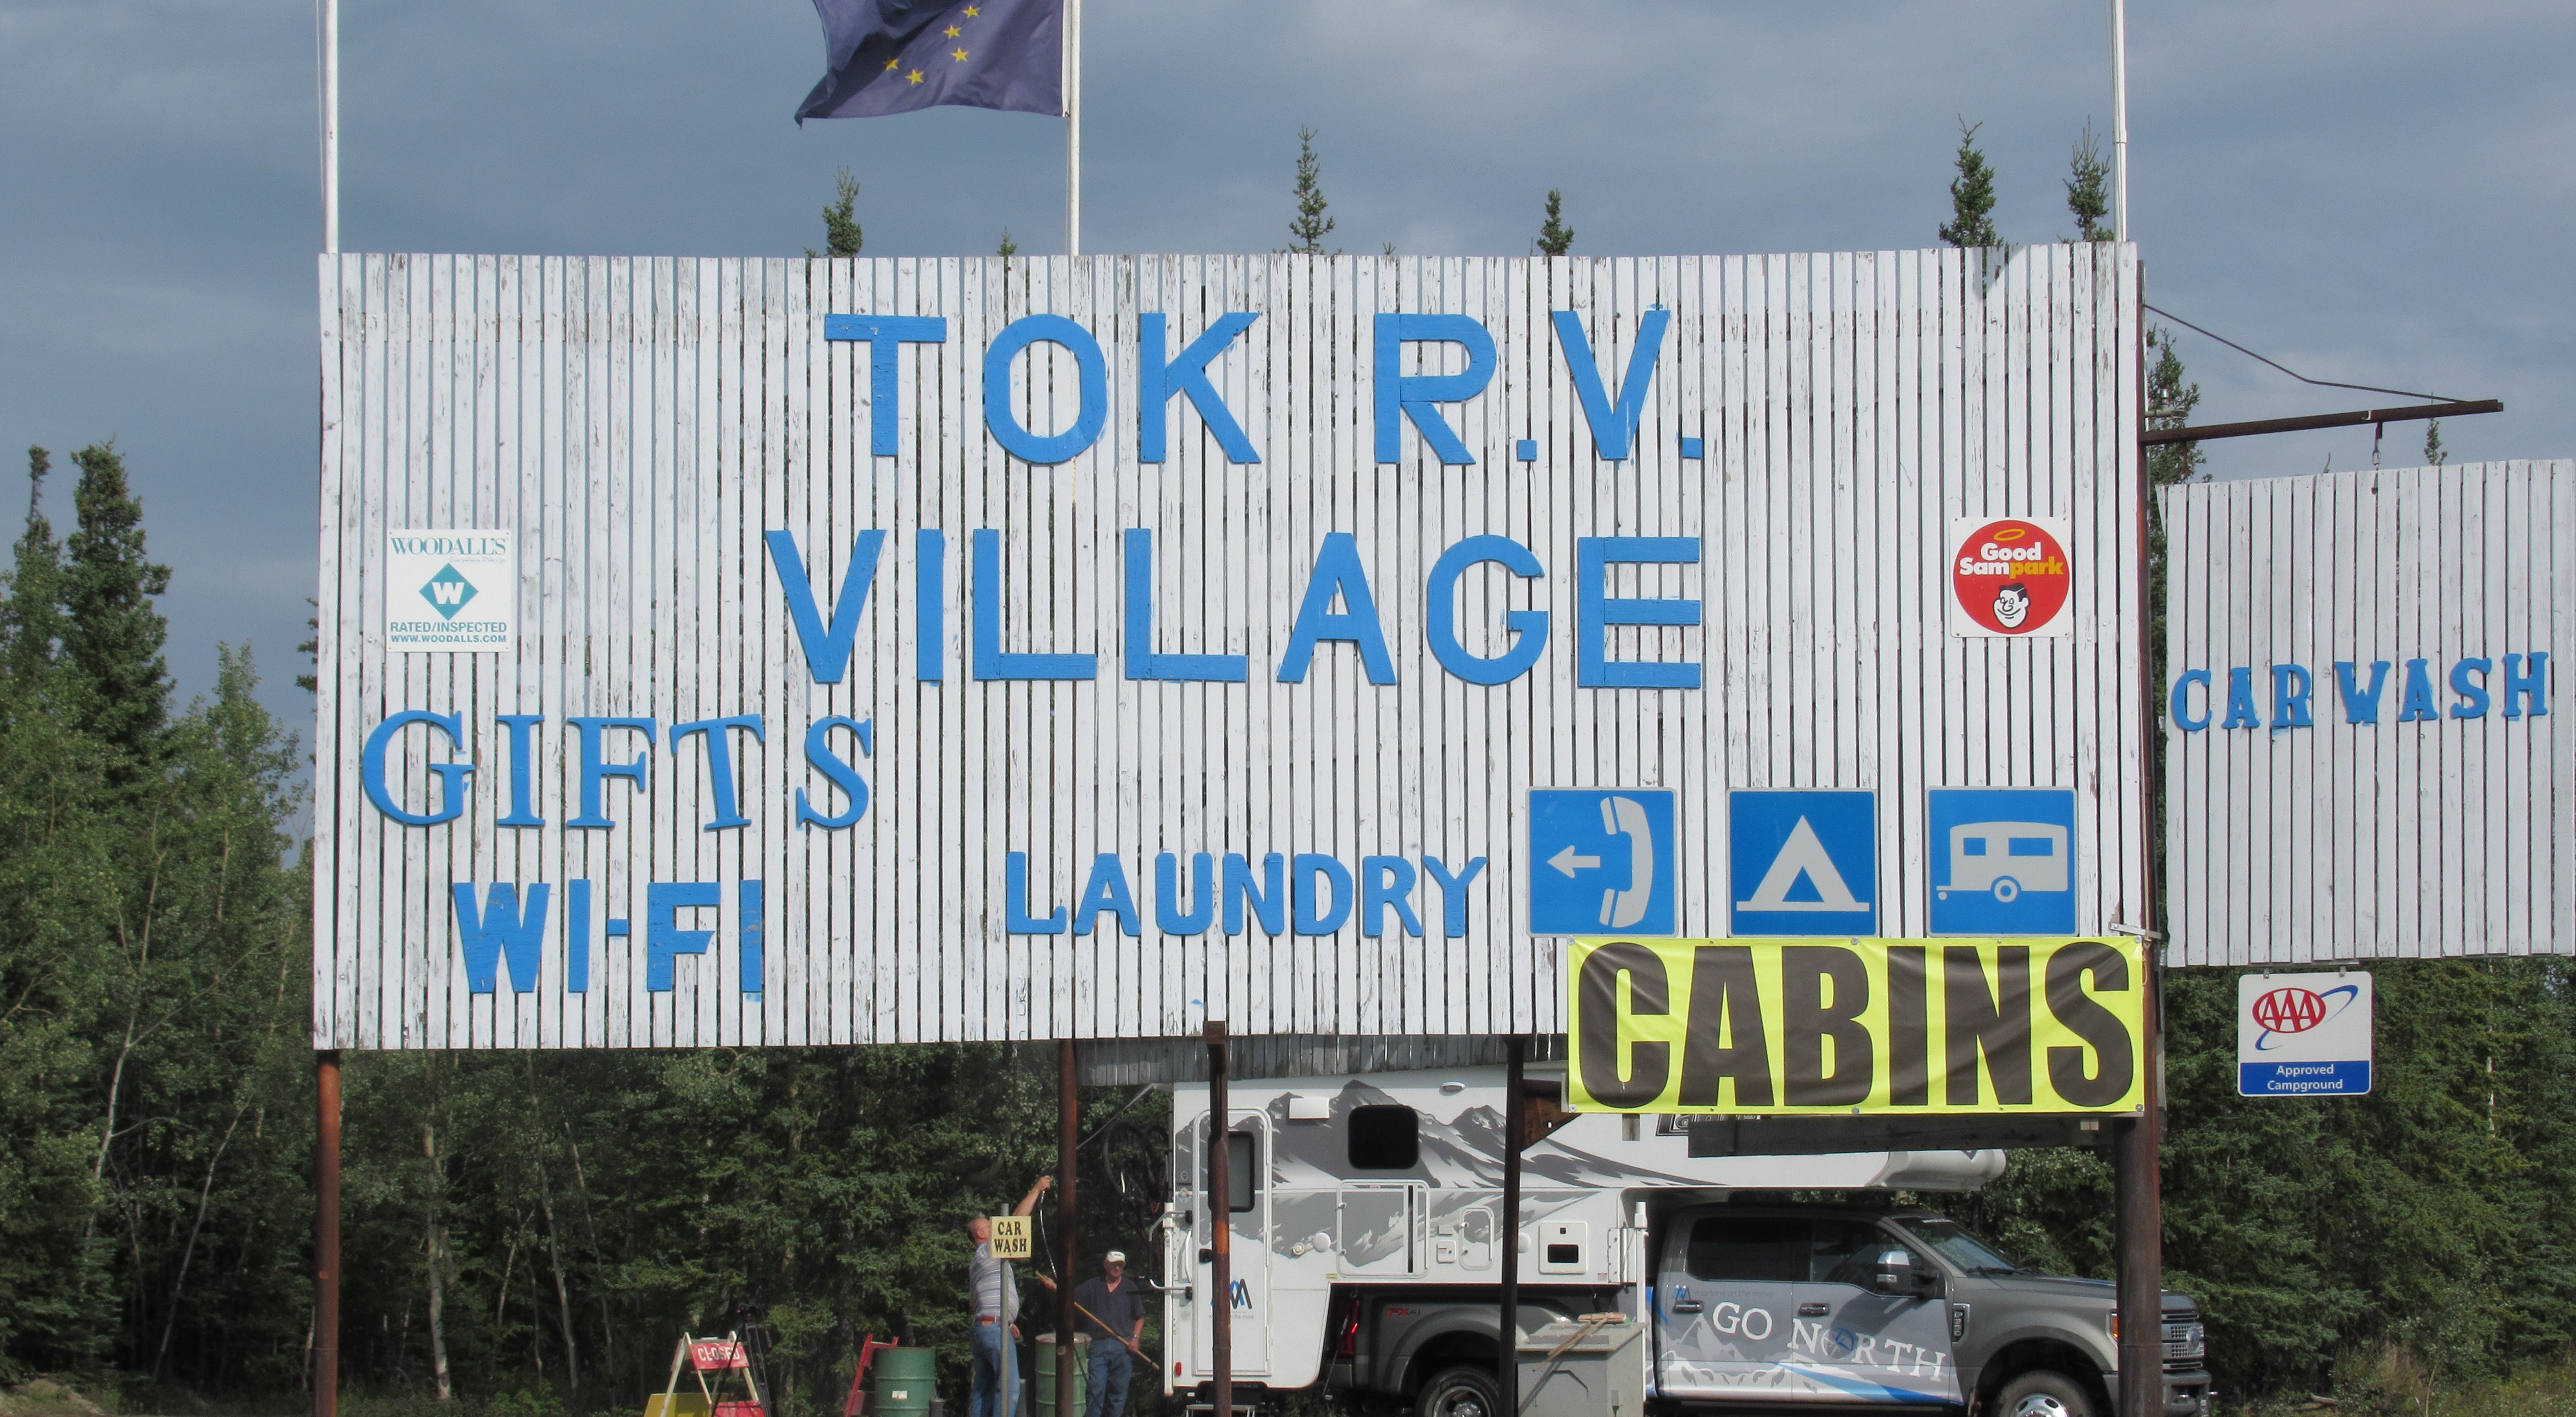 TOK R.V.
VILLAGE
WOODALL'S
W
RATED/INSPECTED
WWW.WOODALLS.COM
Good
Sampark
GIFTS
CAR WASH
WI-FI
LAUNDRY
CABINS
AAA
Approved
Campground
CAR
WASH
CLOSED
FX4
GO NORTH